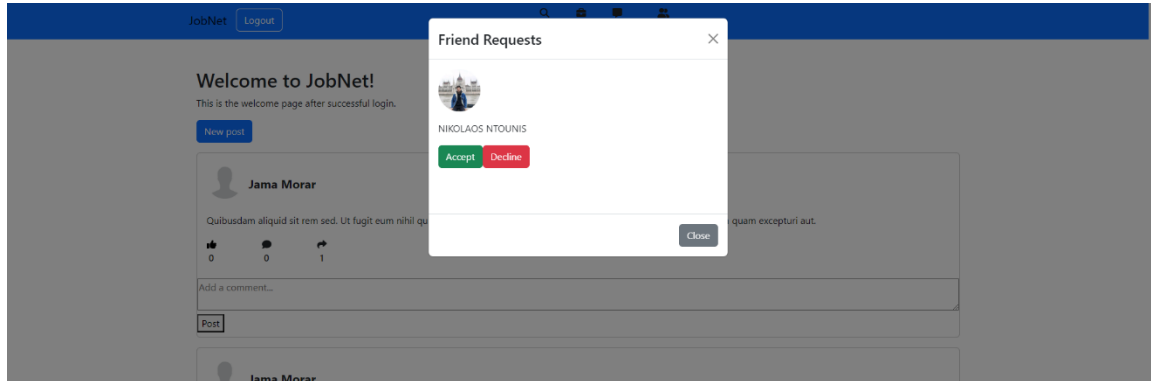 JobNet Logout
Friend Requests
NIKOLAOS NTOUNIS
Accept Decline
Close
Welcome to JobNet!
This is the welcome page after successful login.
New post
Jama Morar
Quibusdam aliquid sit rem sed. Ut fugit eum nihil qu
quam excepturi aut.
0 0 1
Add a comment...
Post
Jama Morar